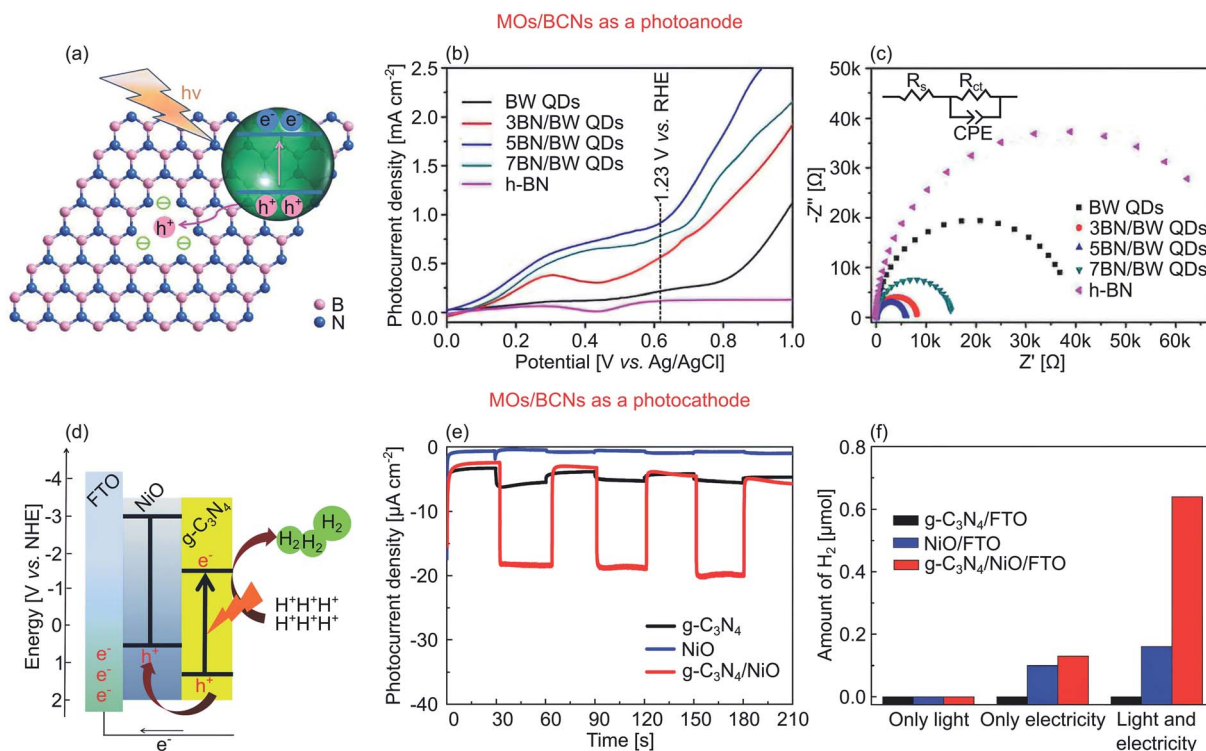 MOs/BCNs as a photoanode
(a)
hν
e⁻ e⁻
h⁺ h⁺
h⁺
⊖
⊖ ⊖
B
N
(b)
Photocurrent density [mA cm⁻²]
2.5
2.0
1.5
1.0
0.5
0.0
BW QDs
3BN/BW QDs
5BN/BW QDs
7BN/BW QDs
h-BN
1.23 V vs. RHE
0.0 0.2 0.4 0.6 0.8 1.0
Potential [V vs. Ag/AgCl]
(c)
-Z'' [Ω]
50k
40k
30k
20k
10k
0
Rs Rct
CPE
BW QDs
3BN/BW QDs
5BN/BW QDs
7BN/BW QDs
h-BN
0 10k 20k 30k 40k 50k 60k
Z' [Ω]
MOs/BCNs as a photocathode
(d)
Energy [V vs. NHE]
-4
-3
-2
-1
0
1
2
FTO
NiO
g-C₃N₄
e⁻
H₂ H₂ H₂
H⁺H⁺H⁺
H⁺H⁺H⁺
h⁺
h⁺
e⁻
e⁻
e⁻
e⁻
(e)
Photocurrent density [μA cm⁻²]
0
-10
-20
-30
-40
g-C₃N₄
NiO
g-C₃N₄/NiO
0 30 60 90 120 150 180 210
Time [s]
(f)
Amount of H₂ [μmol]
0.8
0.6
0.4
0.2
0.0
g-C₃N₄/FTO
NiO/FTO
g-C₃N₄/NiO/FTO
Only light Only electricity Light and
electricity